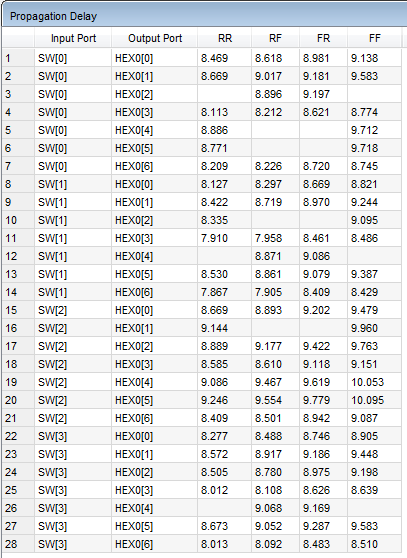 Propagation Delay
Input Port Output Port RR RF FR FF
1 SW[0] HEX0[0] 8.469 8.618 8.981 9.138
2 SW[0] HEX0[1] 8.669 9.017 9.181 9.583
3 SW[0] HEX0[2] 8.896 9.197
4 SW[0] HEX0[3] 8.113 8.212 8.621 8.774
5 SW[0] HEX0[4] 8.886 9.712
6 SW[0] HEX0[5] 8.771 9.718
7 SW[0] HEX0[6] 8.209 8.226 8.720 8.745
8 SW[1] HEX0[0] 8.127 8.297 8.669 8.821
9 SW[1] HEX0[1] 8.422 8.719 8.970 9.244
10 SW[1] HEX0[2] 8.335 9.095
11 SW[1] HEX0[3] 7.910 7.958 8.461 8.486
12 SW[1] HEX0[4] 8.871 9.086
13 SW[1] HEX0[5] 8.530 8.861 9.079 9.387
14 SW[1] HEX0[6] 7.867 7.905 8.409 8.429
15 SW[2] HEX0[0] 8.669 8.893 9.202 9.479
16 SW[2] HEX0[1] 9.144 9.960
17 SW[2] HEX0[2] 8.889 9.177 9.422 9.763
18 SW[2] HEX0[3] 8.585 8.610 9.118 9.151
19 SW[2] HEX0[4] 9.086 9.467 9.619 10.053
20 SW[2] HEX0[5] 9.246 9.554 9.779 10.095
21 SW[2] HEX0[6] 8.409 8.501 8.942 9.087
22 SW[3] HEX0[0] 8.277 8.488 8.746 8.905
23 SW[3] HEX0[1] 8.572 8.917 9.186 9.448
24 SW[3] HEX0[2] 8.505 8.780 8.975 9.198
25 SW[3] HEX0[3] 8.012 8.108 8.626 8.639
26 SW[3] HEX0[4] 9.068 9.169
27 SW[3] HEX0[5] 8.673 9.052 9.287 9.583
28 SW[3] HEX0[6] 8.013 8.092 8.483 8.510